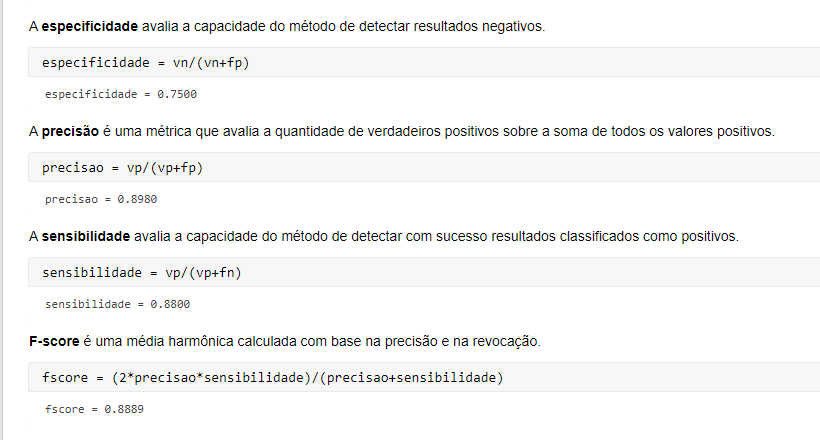 A especificidade avalia a capacidade do método de detectar resultados negativos.
especificidade = vn/(vn+fp)
especificidade = 0.7500
A precisão é uma métrica que avalia a quantidade de verdadeiros positivos sobre a soma de todos os valores positivos.
precisao = vp/(vp+fp)
precisao = 0.8980
A sensibilidade avalia a capacidade do método de detectar com sucesso resultados classificados como positivos.
sensibilidade = vp/(vp+fn)
sensibilidade = 0.8800
F-score é uma média harmônica calculada com base na precisão e na revocação.
fscore = (2*precisao*sensibilidade)/(precisao+sensibilidade)
fscore = 0.8889